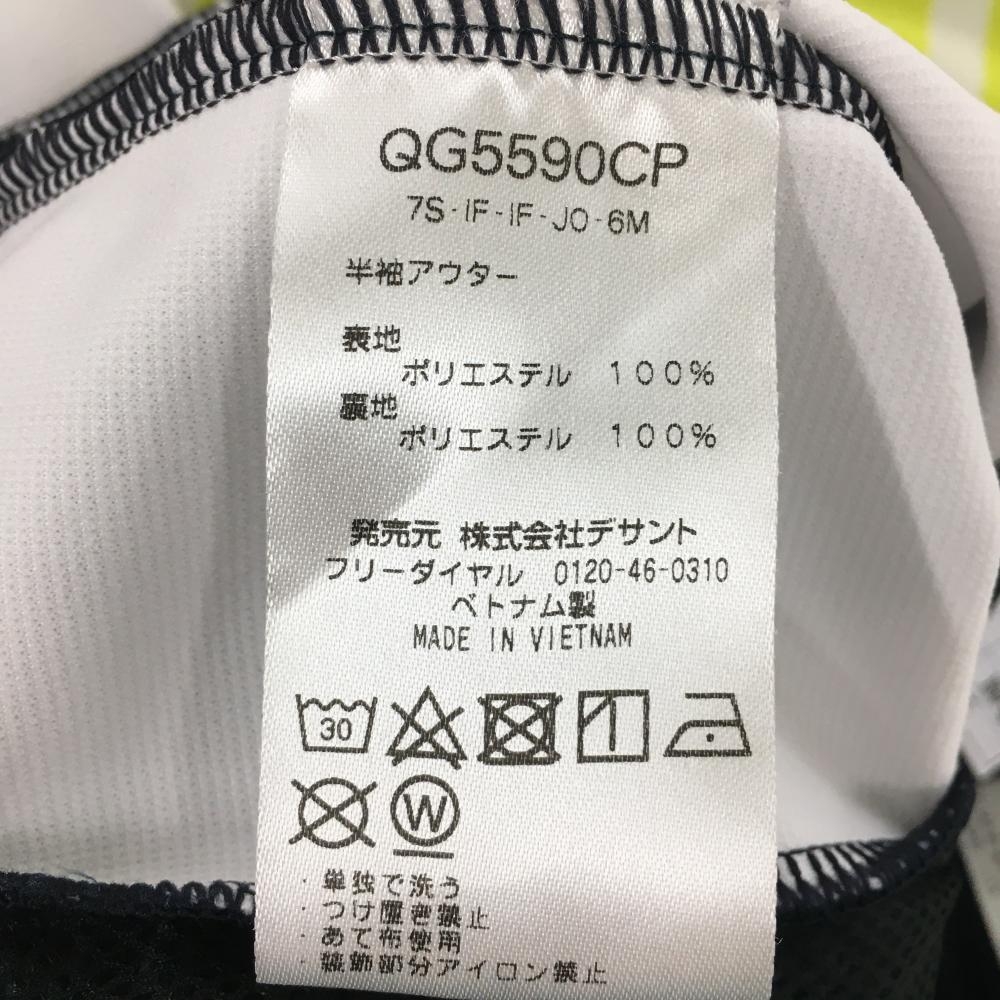 QG5590CP
7S-IF-IF-JO-6M
半袖アウター
表地
ポリエステル 100%
裏地
ポリエステル 100%
発売元 株式会社デサント
フリーダイヤル 0120-46-0310
ベトナム製
MADE IN VIETNAM
30
W
・単独で洗う
・つけ置き禁止
・あて布使用
・装飾部分アイロン禁止